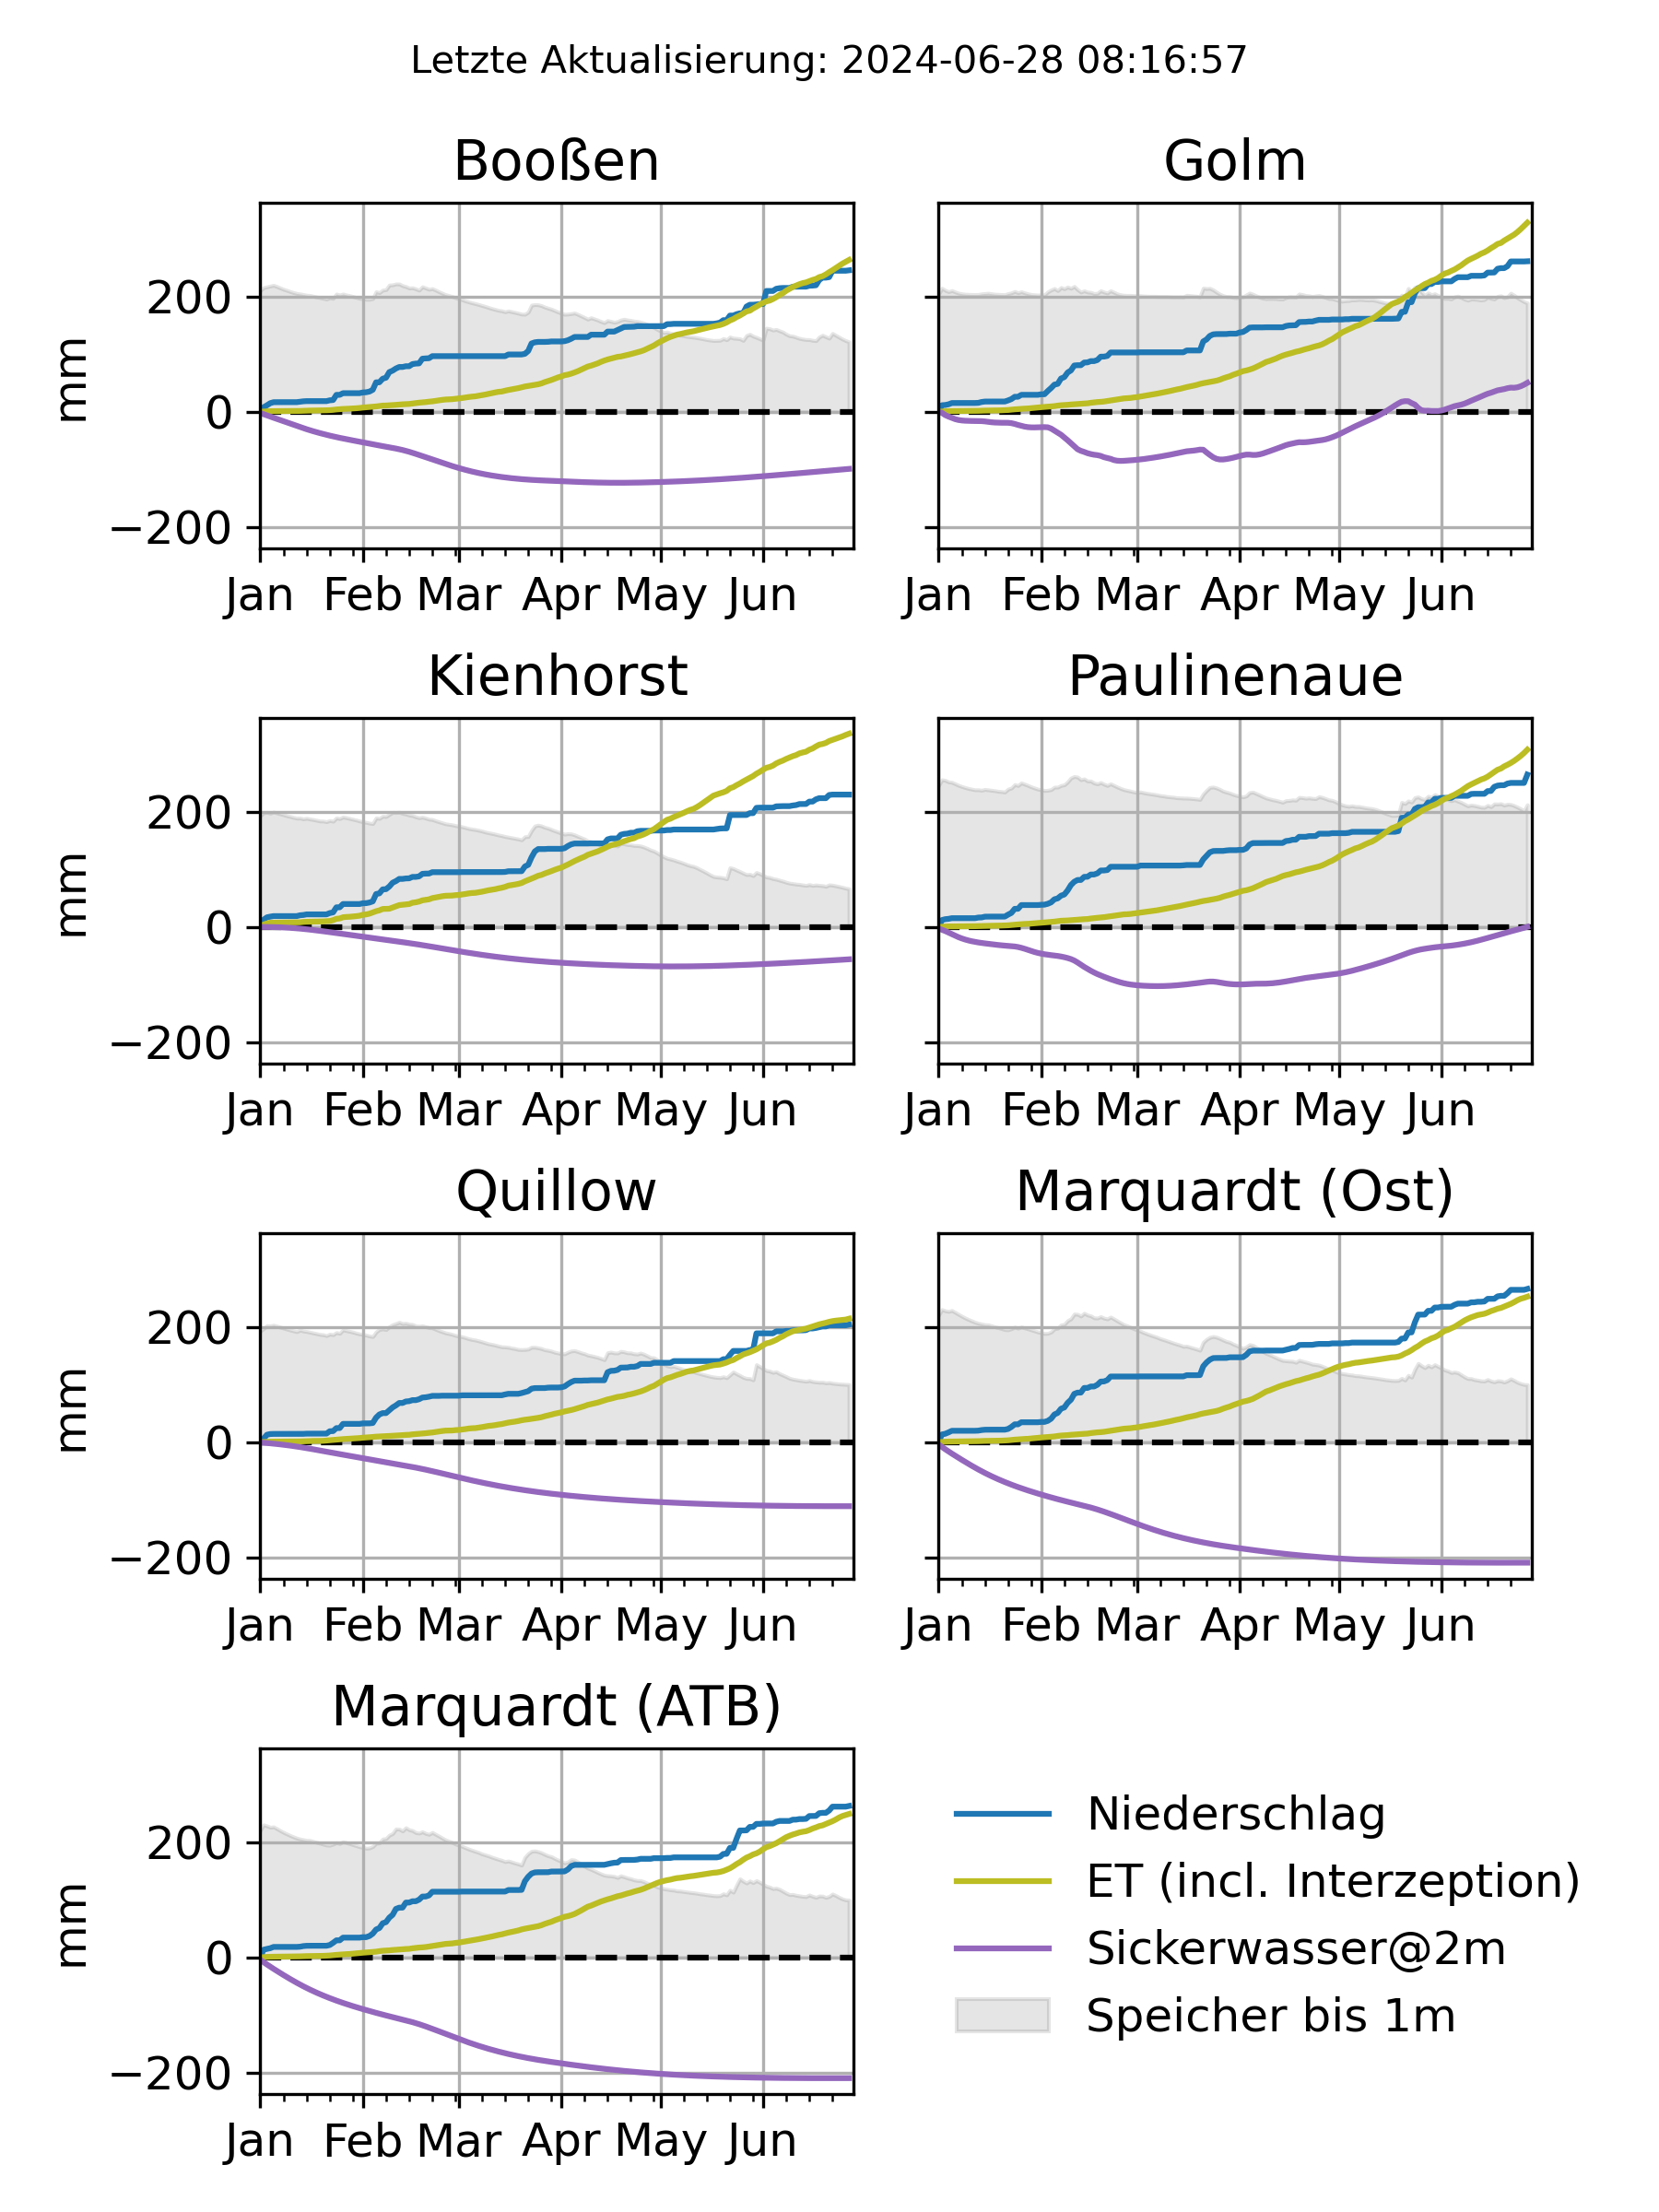 Letzte Aktualisierung: 2024-06-28 08:16:57
Booßen
Golm
mm
200
0
−200
Jan Feb Mar Apr May Jun
Jan Feb Mar Apr May Jun
Kienhorst
Paulinenaue
mm
200
0
−200
Jan Feb Mar Apr May Jun
Jan Feb Mar Apr May Jun
Quillow
Marquardt (Ost)
mm
200
0
−200
Jan Feb Mar Apr May Jun
Jan Feb Mar Apr May Jun
Marquardt (ATB)
mm
200
0
−200
Jan Feb Mar Apr May Jun
Niederschlag
ET (incl. Interzeption)
Sickerwasser@2m
Speicher bis 1m